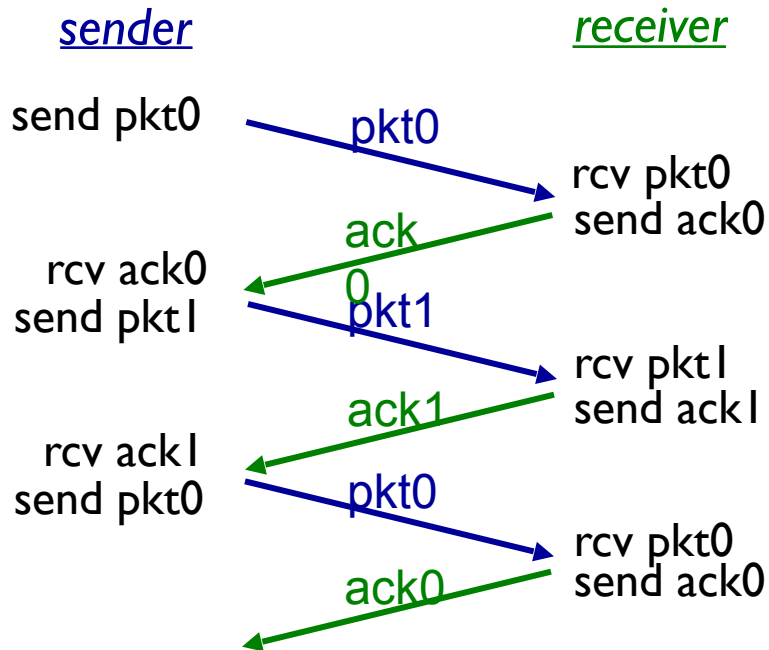 sender
receiver
send pkt0
pkt0
rcv pkt0
send ack0
ack
0
rcv ack0
send pkt1
pkt1
rcv pkt1
send ack1
ack1
rcv ack1
send pkt0
pkt0
rcv pkt0
send ack0
ack0